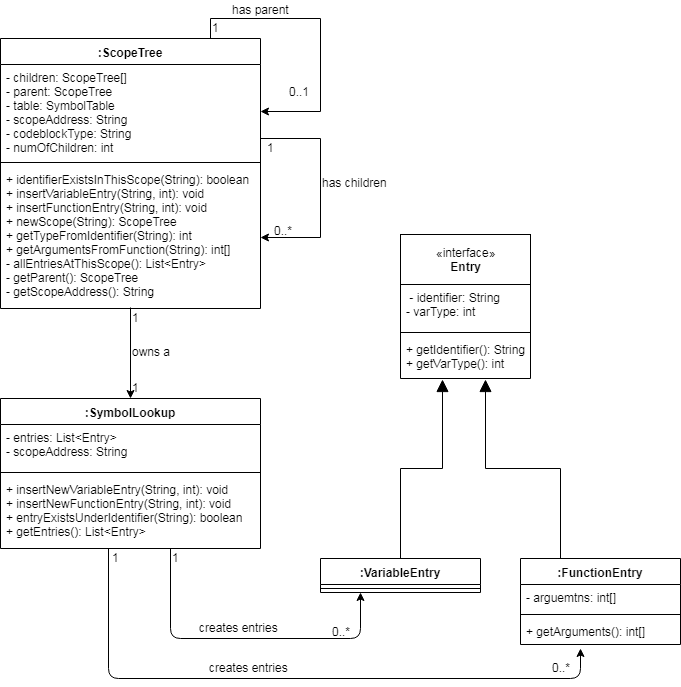 has parent
1
:ScopeTree
- children: ScopeTree[]
- parent: ScopeTree
- table: SymbolTable
- scopeAddress: String
- codeblockType: String
- numOfChildren: int
0..1
1
has children
+ identifierExistsInThisScope(String): boolean
+ insertVariableEntry(String, int): void
+ insertFunctionEntry(String, int): void
+ newScope(String): ScopeTree
+ getTypeFromIdentifier(String): int
+ getArgumentsFromFunction(String): int[]
- allEntriesAtThisScope(): List<Entry>
- getParent(): ScopeTree
- getScopeAddress(): String
0..*
«interface»
Entry
- identifier: String
- varType: int
+ getIdentifier(): String
+ getVarType(): int
1
owns a
1
:SymbolLookup
- entries: List<Entry>
- scopeAddress: String
+ insertNewVariableEntry(String, int): void
+ insertNewFunctionEntry(String, int): void
+ entryExistsUnderIdentifier(String): boolean
+ getEntries(): List<Entry>
1
1
:VariableEntry
:FunctionEntry
- arguemtns: int[]
+ getArguments(): int[]
creates entries
0..*
creates entries
0..*